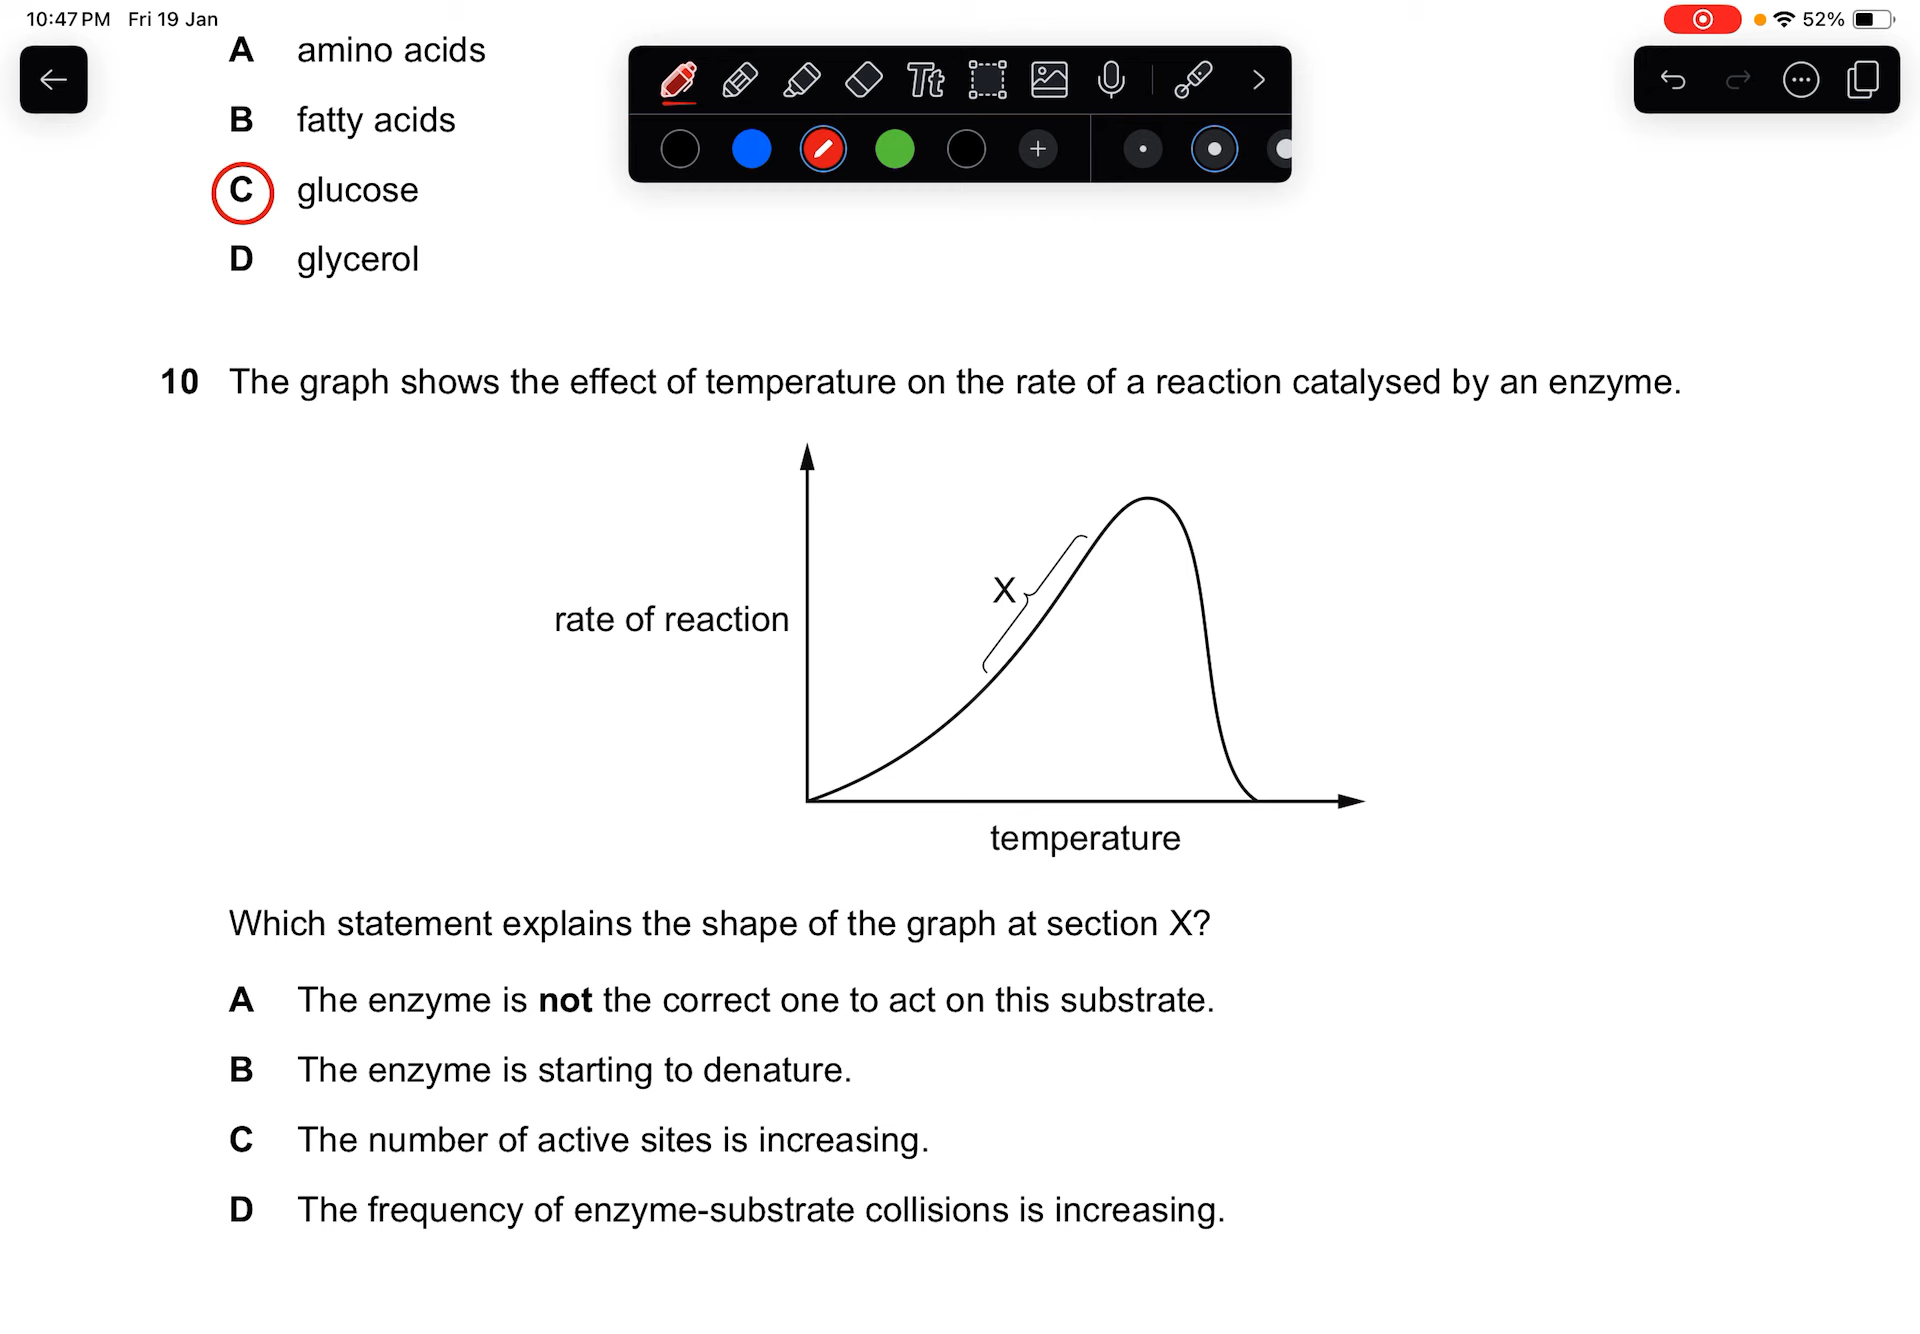 10:47 PM Fri 19 Jan
52%
A amino acids
Tt
B fatty acids
C glucose
D glycerol
10 The graph shows the effect of temperature on the rate of a reaction catalysed by an enzyme.
X
rate of reaction
temperature
Which statement explains the shape of the graph at section X?
A The enzyme is not the correct one to act on this substrate.
B The enzyme is starting to denature.
C The number of active sites is increasing.
D The frequency of enzyme-substrate collisions is increasing.